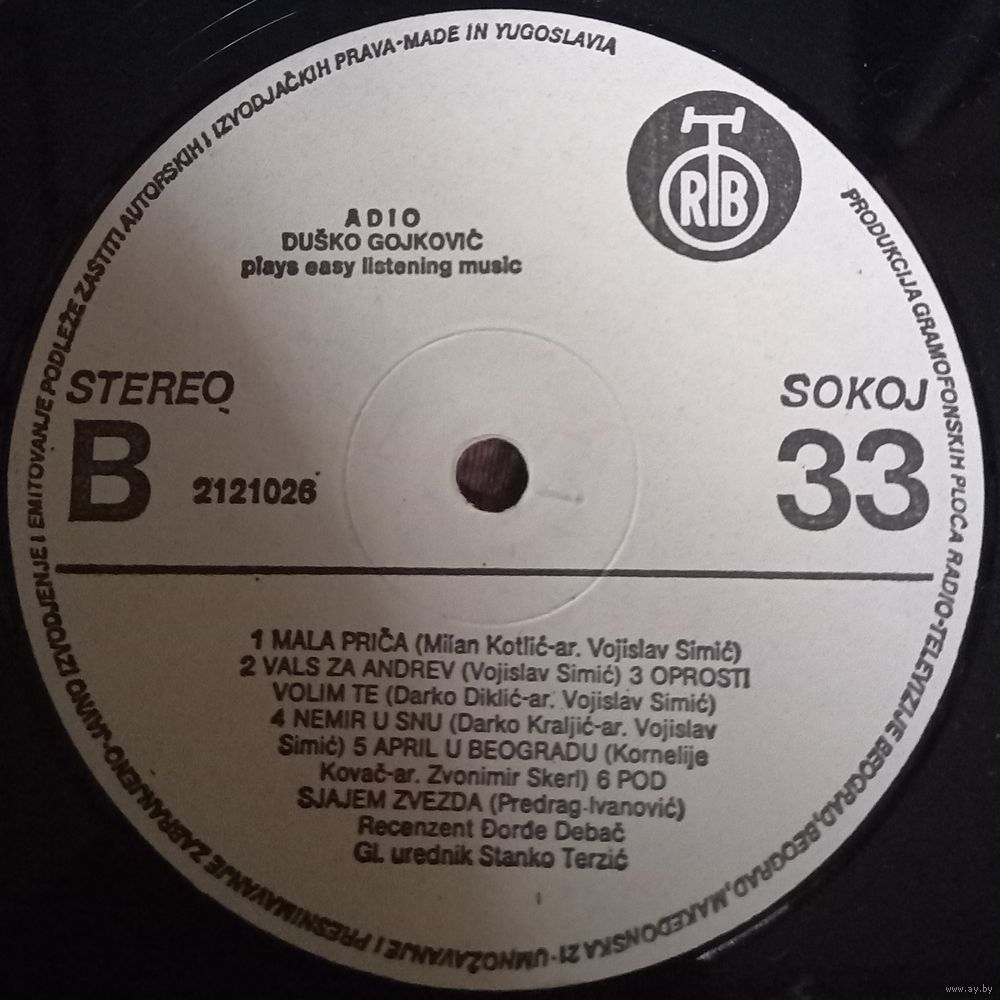 PRODUKCIJA GRAMOFONSKIH PLOČA RADIO-TELEVIZIJE BEOGRAD, BEOGRAD, MAKEDONSKA 21-UMNOŽAVANJE I PRESNIMAVANJE ZABRANJENO-JAVNO IZVODJENJE I EMITOVANJE PODLEŽE ZAŠTITI AUTORSKIH I IZVODJAČKIH PRAVA-MADE IN YUGOSLAVIA
RTB
ADIO
DUŠKO GOJKOVIČ
plays easy listening music
STEREO
SOKOJ
B
2121026
33
1 MALA PRIČA (Milan Kotlić-ar. Vojislav Simić)
2 VALS ZA ANDREV (Vojislav Simić) 3 OPROSTI
VOLIM TE (Darko Diklić-ar. Vojislav Simić)
4 NEMIR U SNU (Darko Kraljić-ar. Vojislav
Simić) 5 APRIL U BEOGRADU (Kornelije
Kovač-ar. Zvonimir Skerl) 6 POD
SJAJEM ZVEZDA (Predrag-Ivanović)
Recenzent Đorđe Debač
Gl. urednik Stanko Terzić
www.ay.by